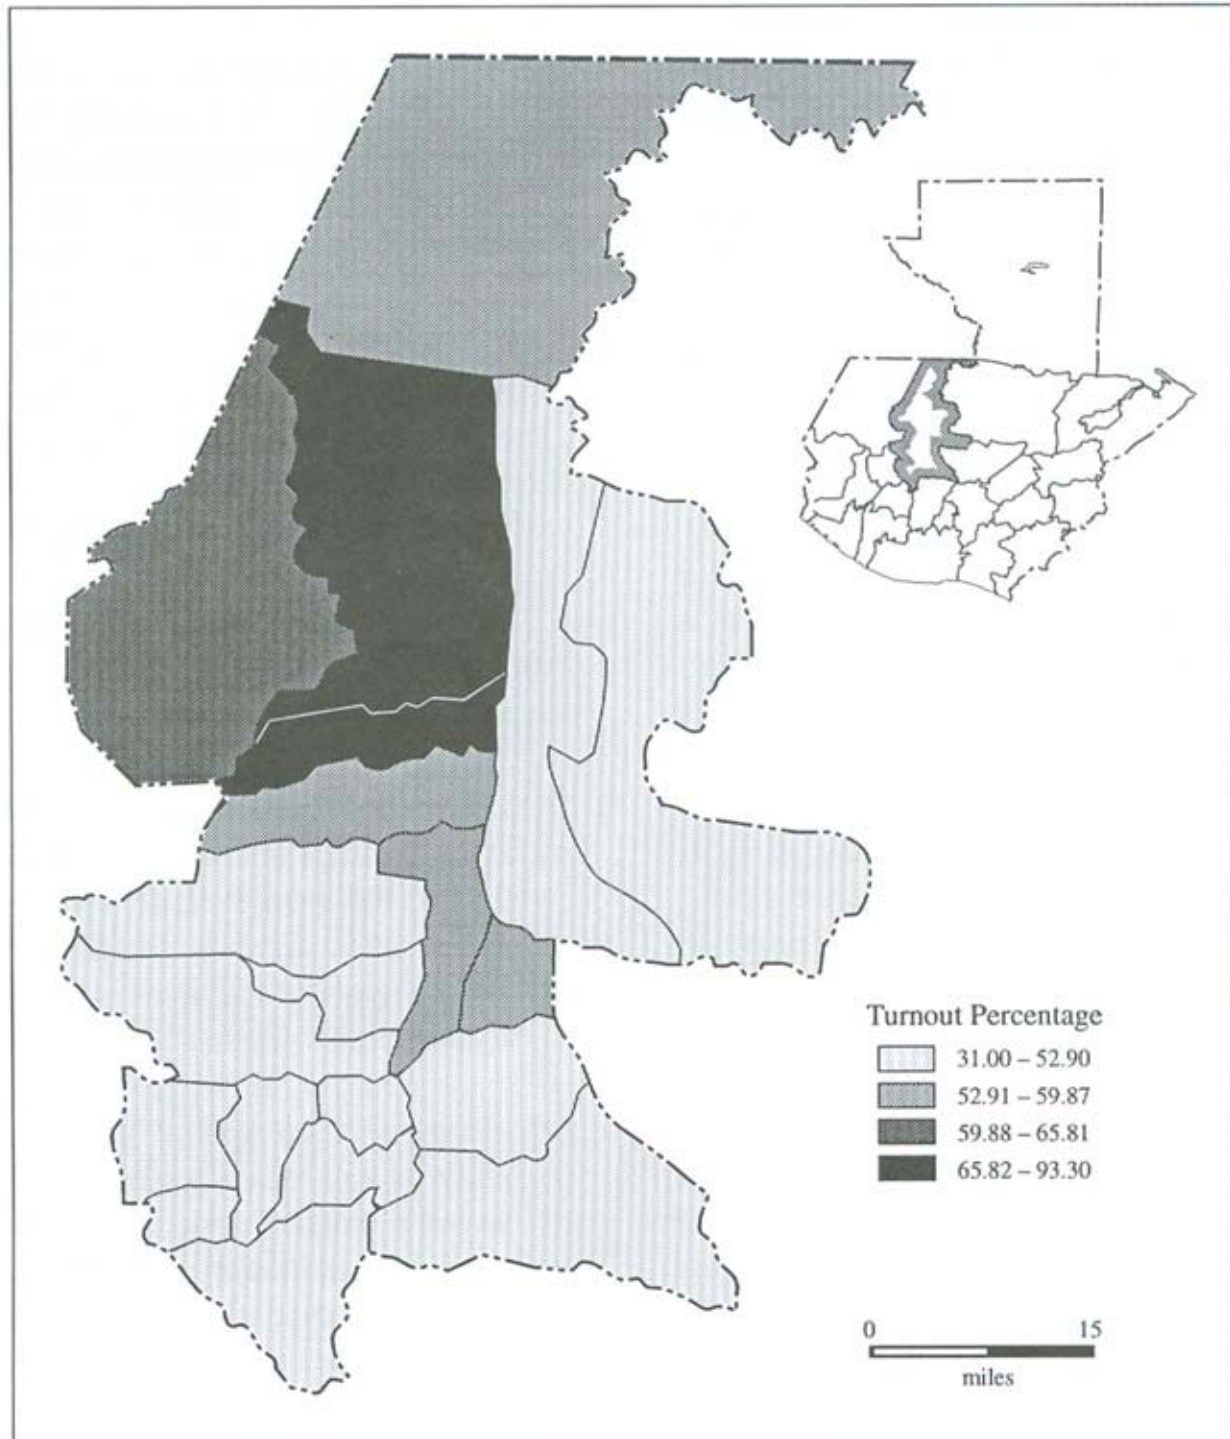 Turnout Percentage
31.00 – 52.90
52.91 – 59.87
59.88 – 65.81
65.82 – 93.30
0 15
miles